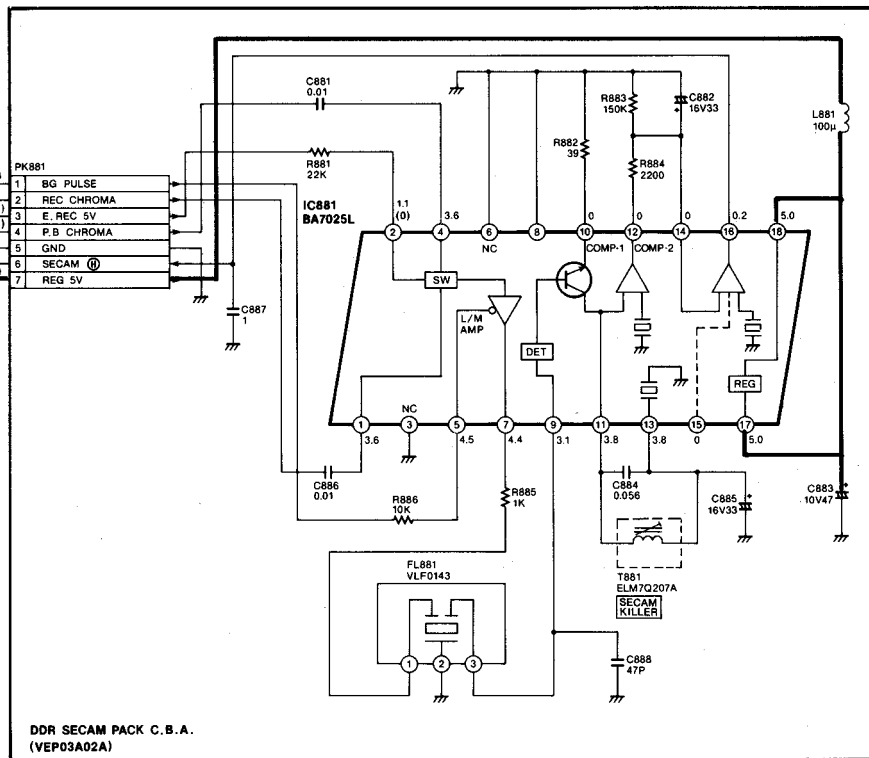 C881
0.01
R881
22K
R882
39
R883
150K
C882
16V33
R884
2200
L881
100μ
PK881
1 BG PULSE
2 REC CHROMA
3 E. REC 5V
4 P.B CHROMA
5 GND
6 SECAM Ⓗ
7 REG 5V
IC881
BA7025L
1.1
(0)
3.6
0
0
0
0.2
5.0
2
4
6
8
10
12
14
16
18
NC
COMP-1
COMP-2
SW
L/M
AMP
DET
REG
C887
1
NC
1
3
5
7
9
11
13
15
17
3.6
4.5
4.4
3.1
3.8
3.8
0
5.0
C886
0.01
R886
10K
R885
1K
C884
0.056
C885
16V33
C883
10V47
T881
ELM7Q207A
SECAM
KILLER
FL881
VLF0143
1
2
3
C888
47P
DDR SECAM PACK C.B.A.
(VEP03A02A)